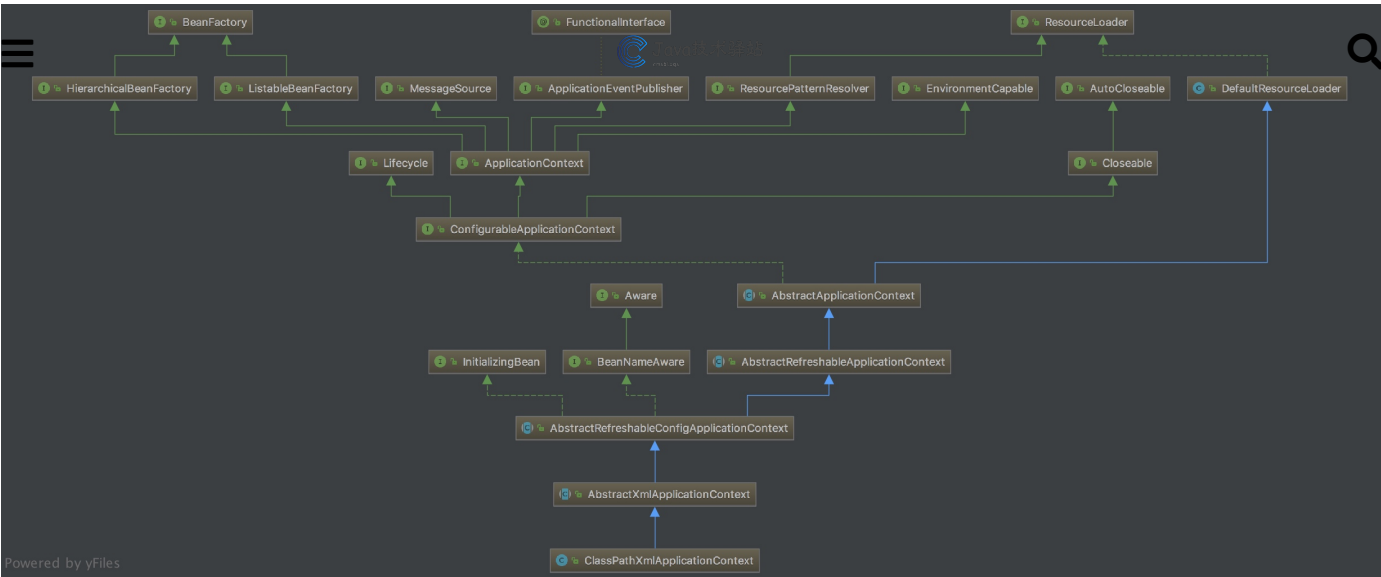 BeanFactory
FunctionalInterface
ResourceLoader
HierarchicalBeanFactory
ListableBeanFactory
MessageSource
ApplicationEventPublisher
ResourcePatternResolver
EnvironmentCapable
AutoCloseable
DefaultResourceLoader
Lifecycle
ApplicationContext
Closeable
ConfigurableApplicationContext
Aware
AbstractApplicationContext
InitializingBean
BeanNameAware
AbstractRefreshableApplicationContext
AbstractRefreshableConfigApplicationContext
AbstractXmlApplicationContext
ClassPathXmlApplicationContext
Powered by yFiles